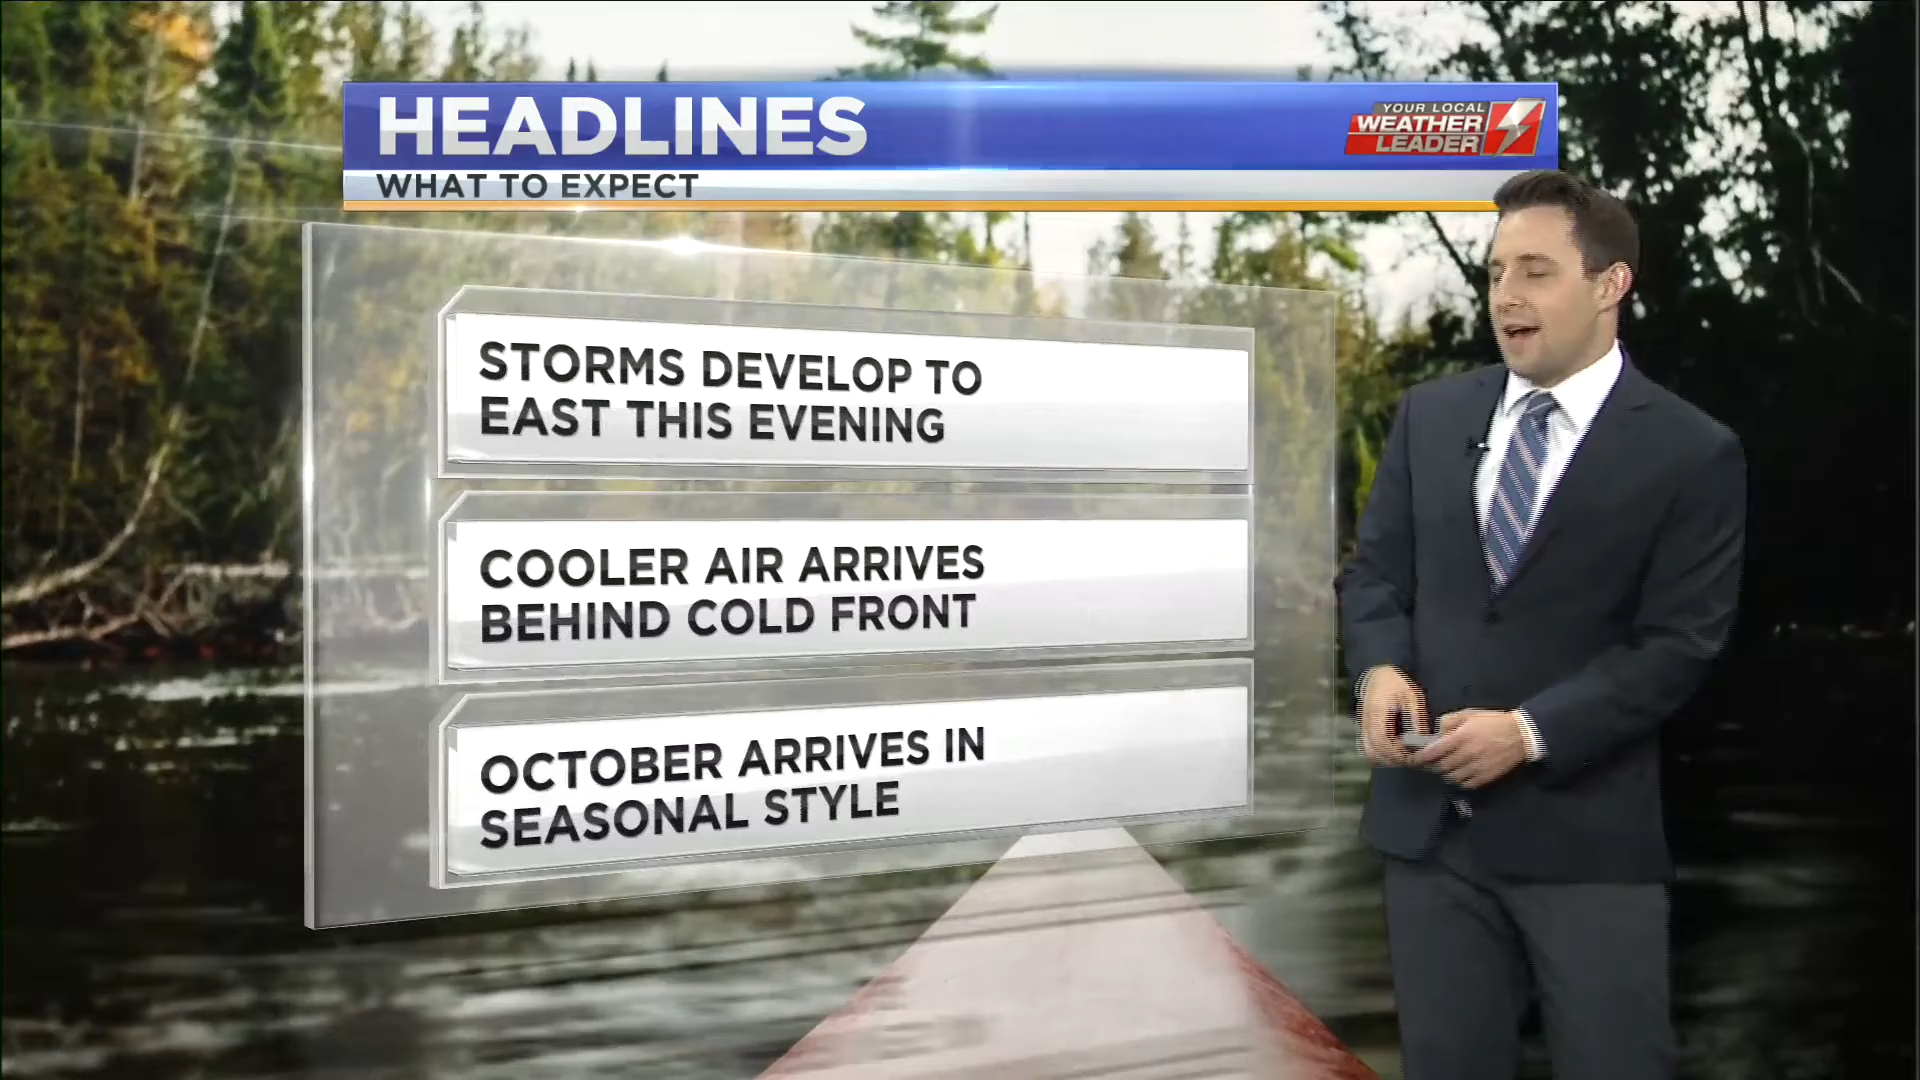 HEADLINES
YOUR LOCAL
WEATHER
LEADER
WHAT TO EXPECT
STORMS DEVELOP TO
EAST THIS EVENING
COOLER AIR ARRIVES
BEHIND COLD FRONT
OCTOBER ARRIVES IN
SEASONAL STYLE